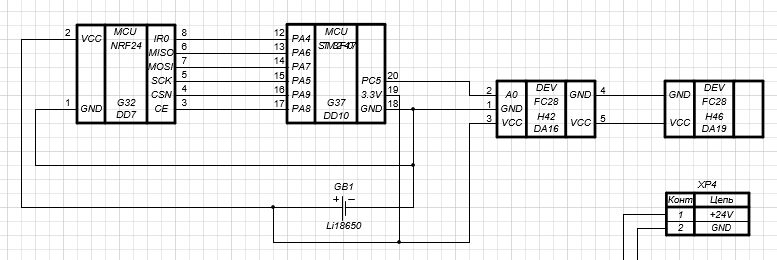 2 VCC MCU NRF24 IR0 8
MISO 6
MOSI 7
SCK 5
CSN 4
1 GND G32 DD7 CE 3
12 PA4 MCU
13 PA6
14 PA7
15 PA5 PC5 20
16 PA9 3.3V 19
17 PA8 G37 DD10 GND 18
2 A0 DEV FC28 GND 4
1 GND H42
3 VCC DA16 VCC 5
GND DEV FC28
H46
VCC DA19
GB1
+ −
Li18650
XP4
Конт Цепь
1 +24V
2 GND